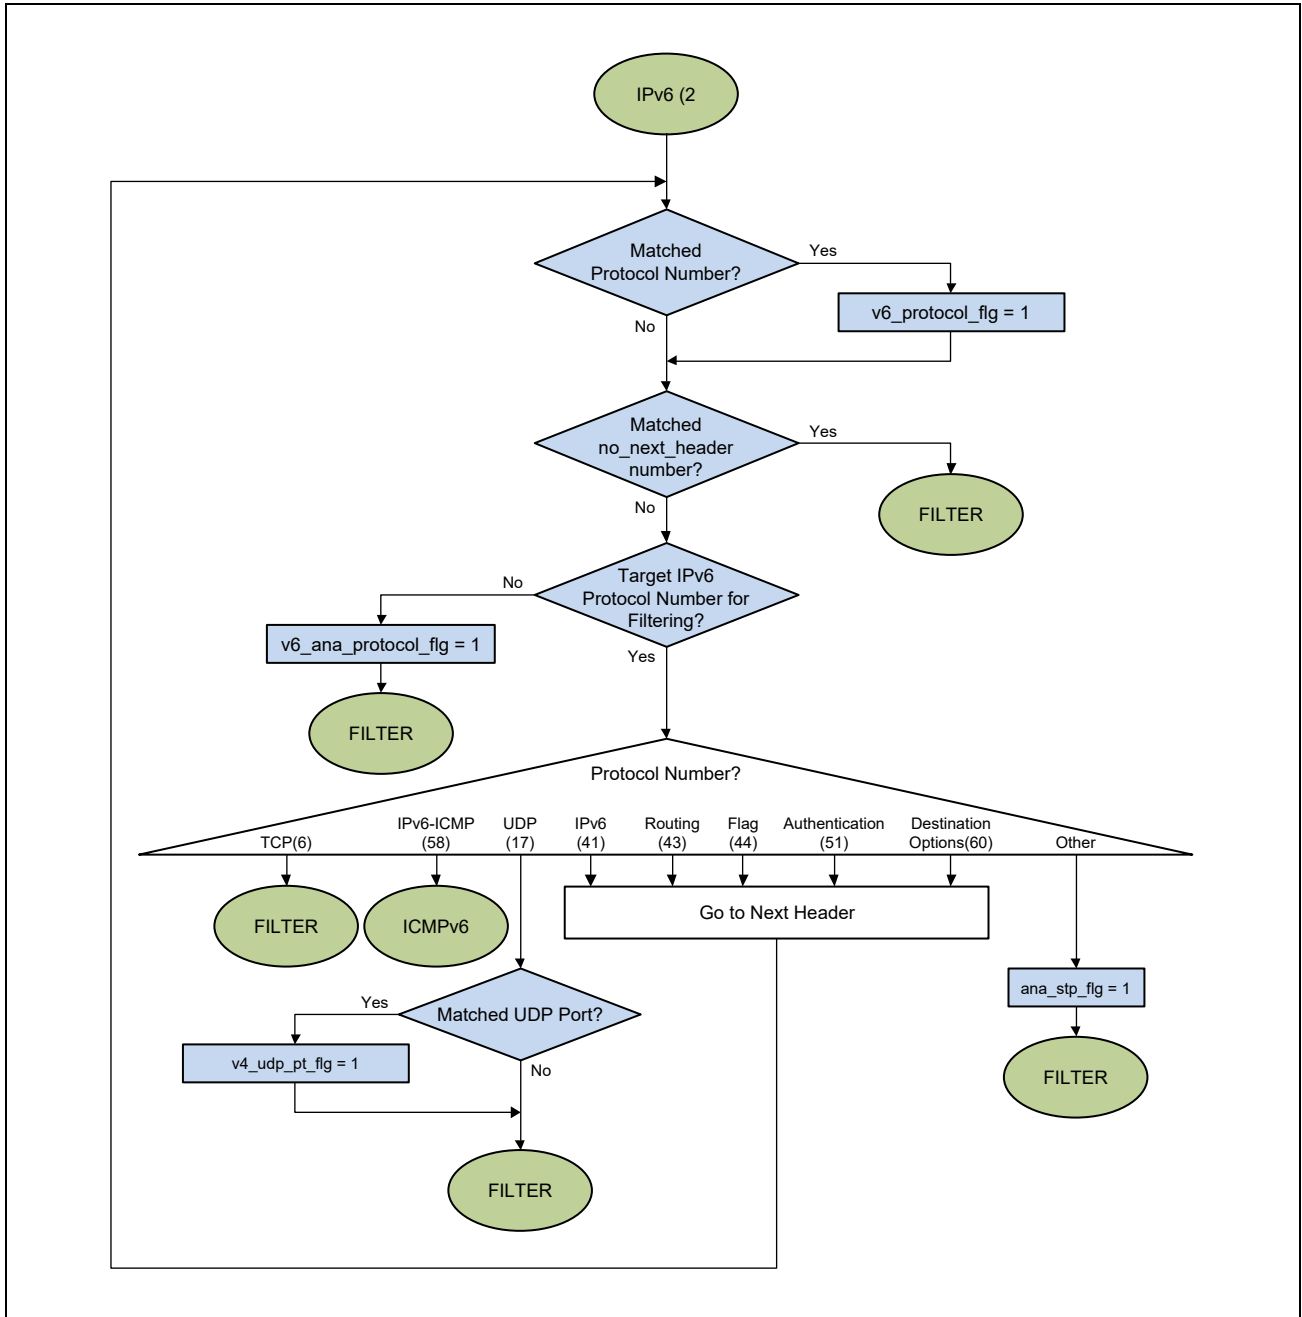 IPv6 (2
Matched
Protocol Number?
Yes
v6_protocol_flg = 1
No
Matched
no_next_header
number?
Yes
FILTER
No
Target IPv6
Protocol Number for
Filtering?
No
v6_ana_protocol_flg = 1
FILTER
Yes
Protocol Number?
TCP(6)
IPv6-ICMP
(58)
UDP
(17)
IPv6
(41)
Routing
(43)
Flag
(44)
Authentication
(51)
Destination
Options(60)
Other
FILTER
ICMPv6
Go to Next Header
Matched UDP Port?
Yes
v4_udp_pt_flg = 1
No
FILTER
ana_stp_flg = 1
FILTER